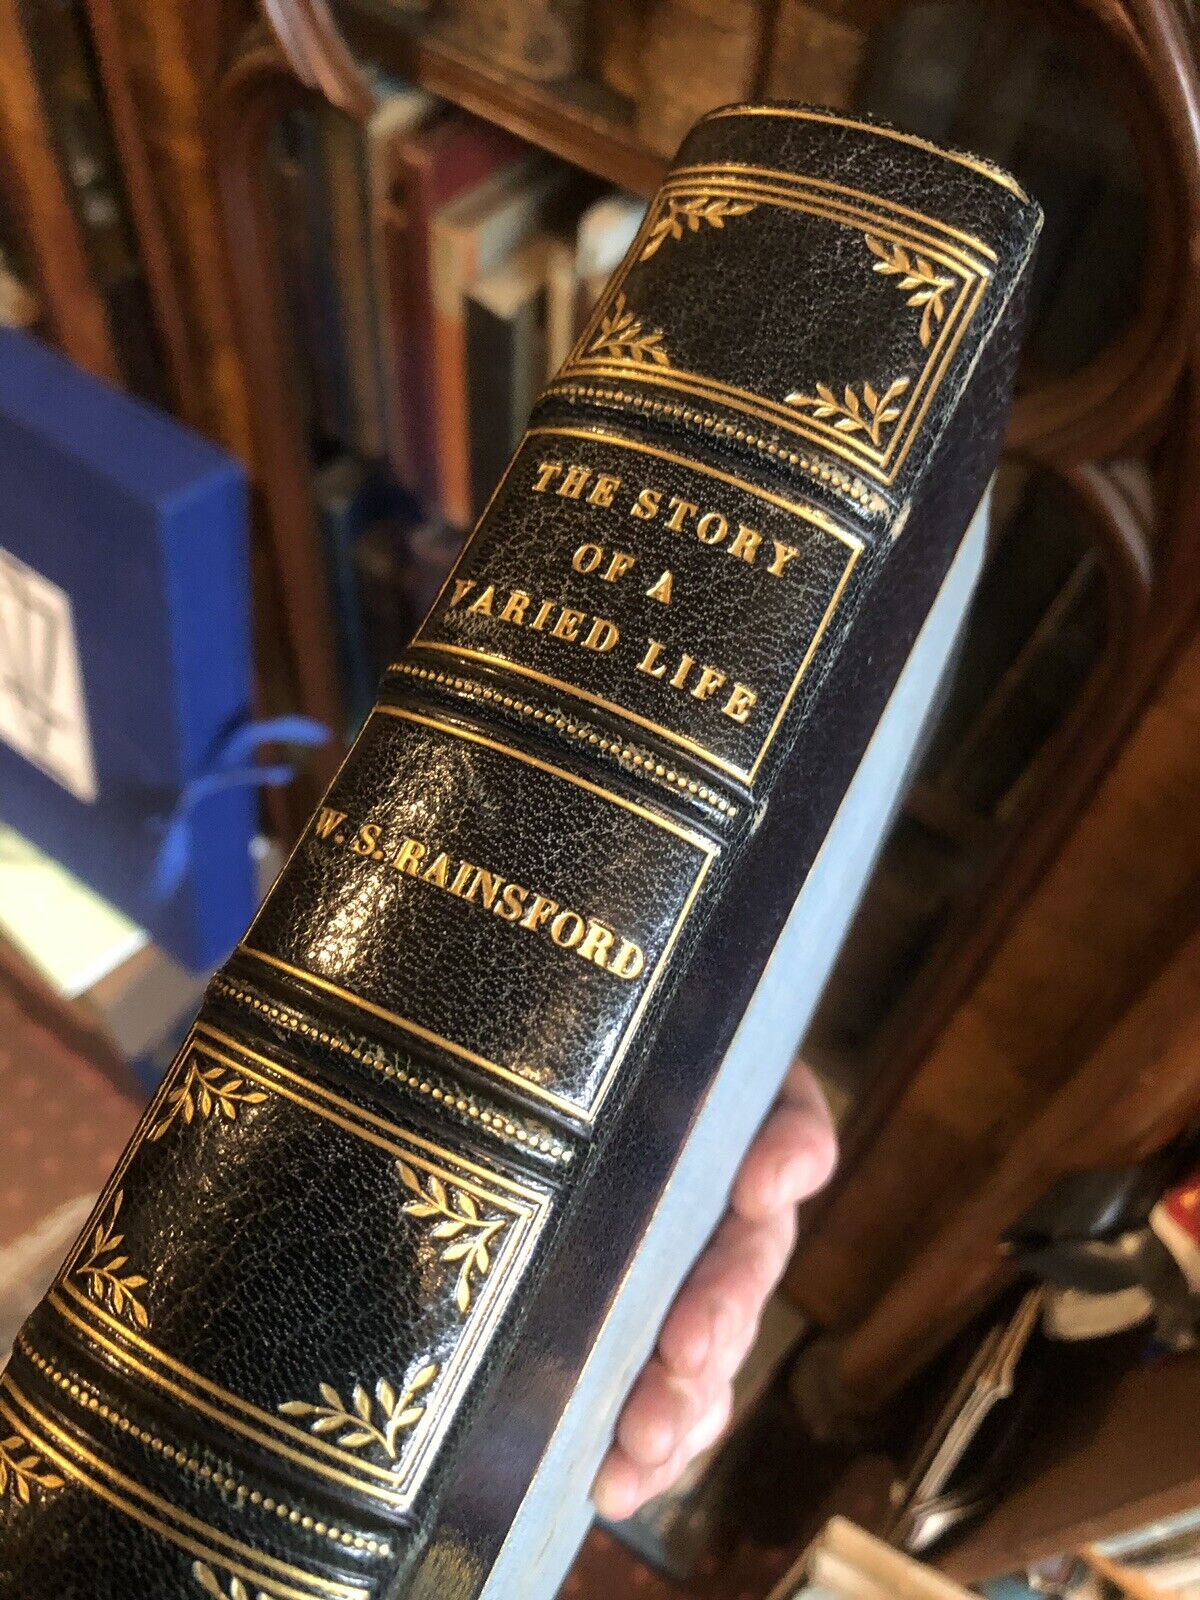 THE STORY
OF A
VARIED LIFE
W. S. RAINSFORD